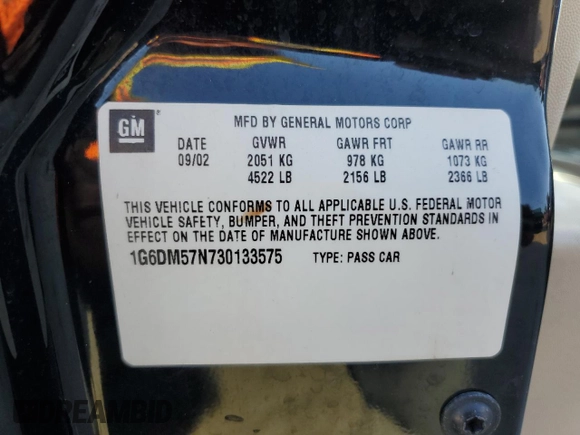 GM
MFD BY GENERAL MOTORS CORP
DATE GVWR GAWR FRT GAWR RR
09/02 2051 KG 978 KG 1073 KG
4522 LB 2156 LB 2366 LB
THIS VEHICLE CONFORMS TO ALL APPLICABLE U.S. FEDERAL MOTOR
VEHICLE SAFETY, BUMPER, AND THEFT PREVENTION STANDARDS IN
EFFECT ON THE DATE OF MANUFACTURE SHOWN ABOVE.
1G6DM57N730133575 TYPE: PASS CAR
DREAMBID